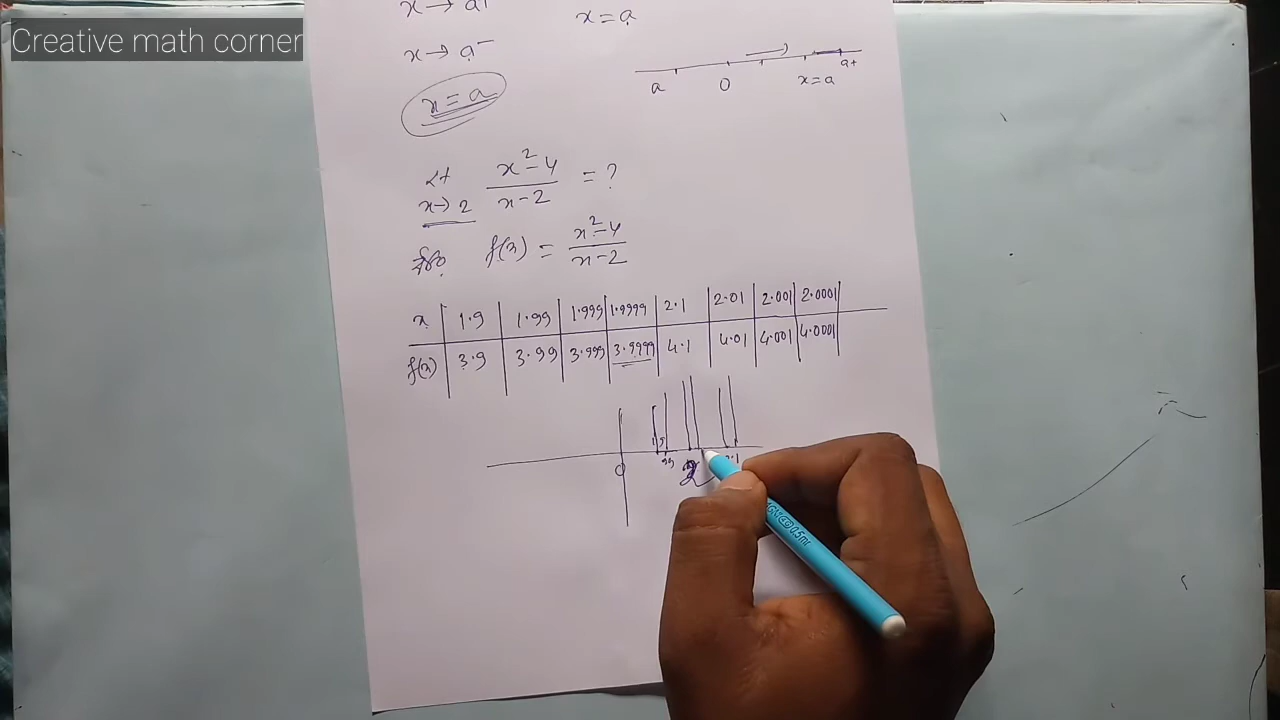 Creative math corner
x → a+
x = a
x → a⁻
x = a
a 0 x=a a+
Lt x→2 (x²-4)/(x-2) = ?
f(x) = (x²-4)/(x-2)
x 1.9 1.99 1.999 1.9999 2.1 2.01 2.001 2.0001
f(x) 3.9 3.99 3.999 3.9999 4.1 4.01 4.001 4.0001
0 2